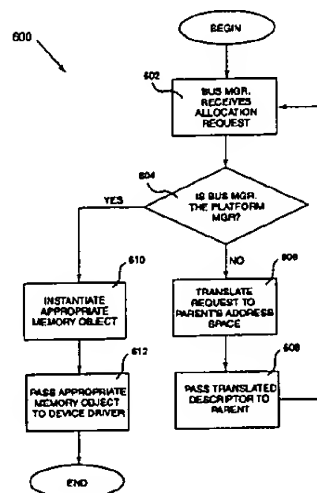 600
BEGIN
602
BUS MGR.
RECEIVES
ALLOCATION
REQUEST
604
IS BUS MGR.
THE PLATFORM
MGR?
YES
NO
610
INSTANTIATE
APPROPRIATE
MEMORY OBJECT
606
TRANSLATE
REQUEST TO
PARENT'S ADDRESS
SPACE
612
PASS APPROPRIATE
MEMORY OBJECT
TO DEVICE DRIVER
608
PASS TRANSLATED
DESCRIPTOR TO
PARENT
END